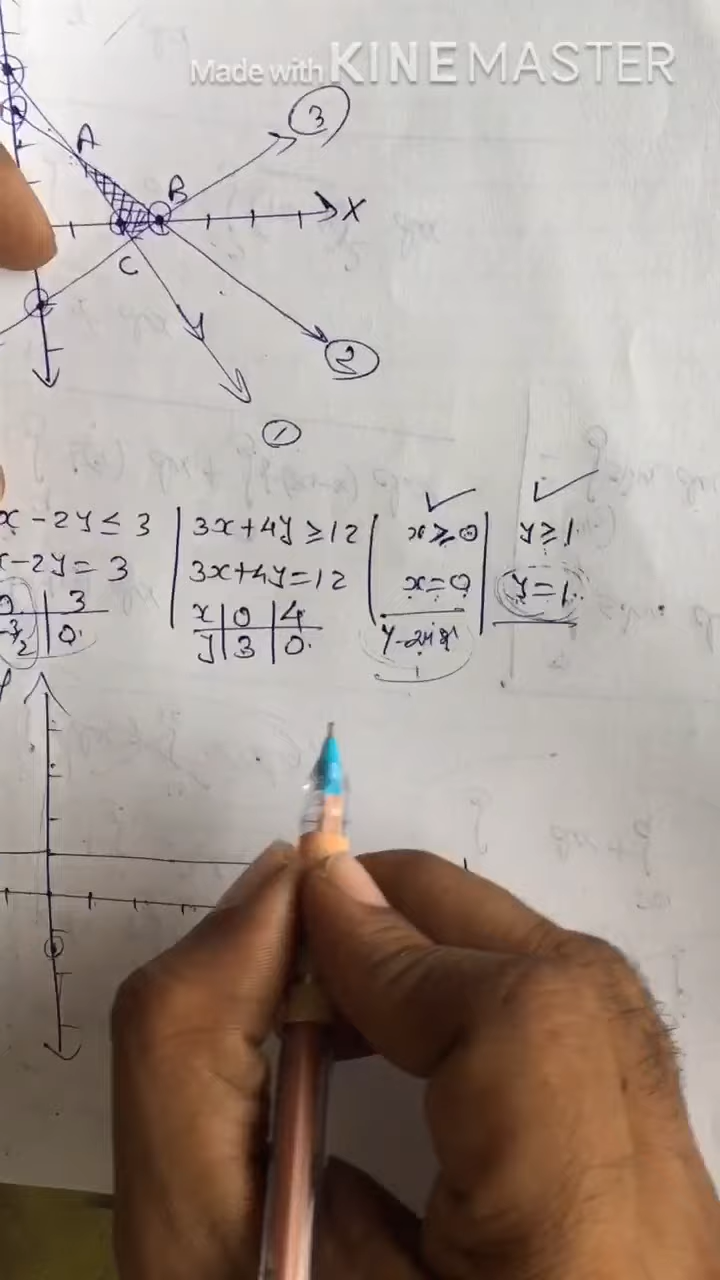 Made with KINEMASTER
3
A
B
X
C
2
1
x - 2y ≤ 3 | 3x + 4y ≥ 12 | x ≥ 0 | y ≥ 1
x - 2y = 3 | 3x + 4y = 12 | x = 0 | y = 1
3 | x | 0 | 4
-3/2 | 0 | y | 3 | 0